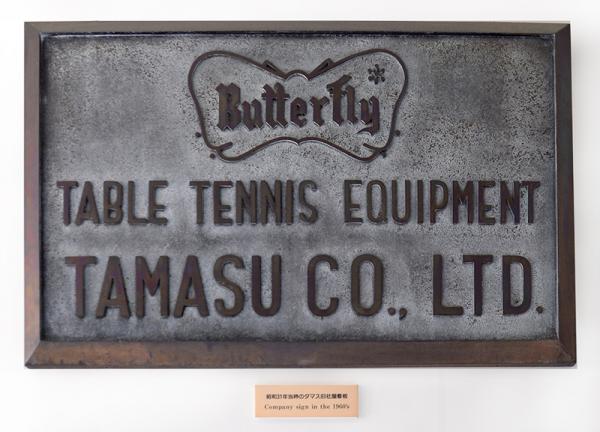 Butterfly
TABLE TENNIS EQUIPMENT
TAMASU CO., LTD.
昭和31年当時のタマス旧社屋看板
Company sign in the 1960's